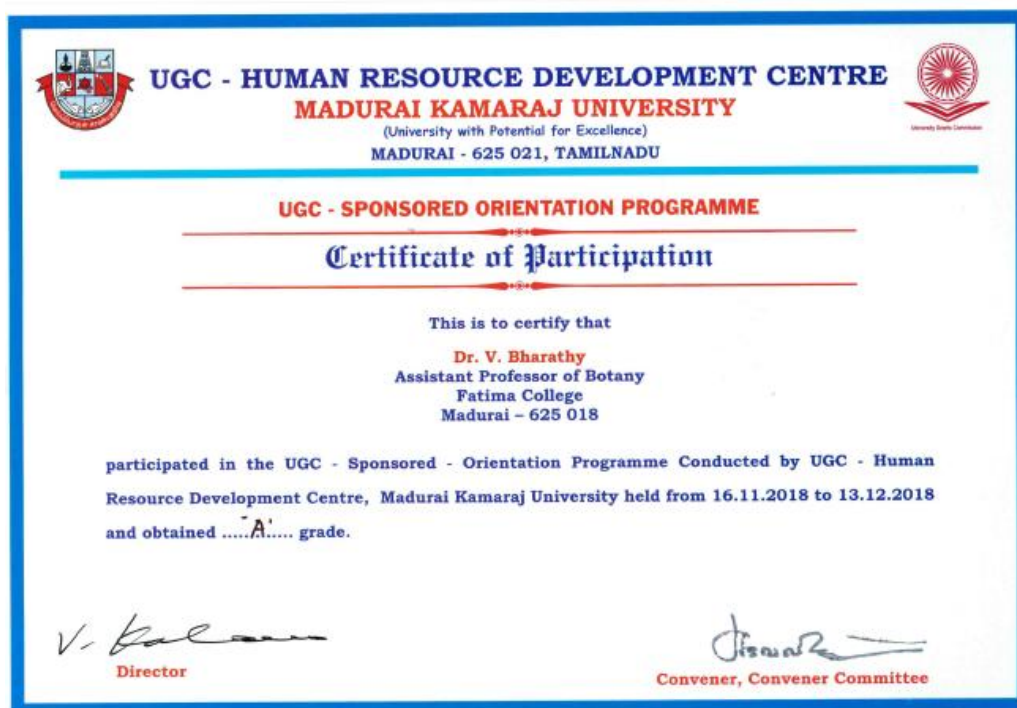 UGC - HUMAN RESOURCE DEVELOPMENT CENTRE
MADURAI KAMARAJ UNIVERSITY
(University with Potential for Excellence)
MADURAI - 625 021, TAMILNADU
University Grants Commission
UGC - SPONSORED ORIENTATION PROGRAMME
Certificate of Participation
This is to certify that
Dr. V. Bharathy
Assistant Professor of Botany
Fatima College
Madurai – 625 018
participated in the UGC - Sponsored - Orientation Programme Conducted by UGC - Human
Resource Development Centre, Madurai Kamaraj University held from 16.11.2018 to 13.12.2018
and obtained .....'A'..... grade.
Director
Convener, Convener Committee